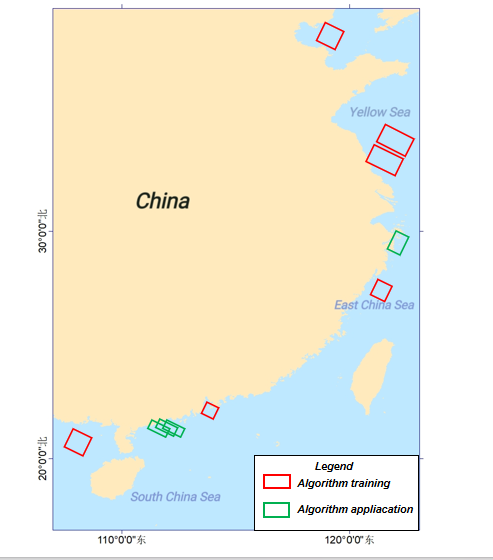 Yellow Sea
China
30°0'0"北
East China Sea
20°0'0"北
Legend
Algorithm training
South China Sea
Algorithm appliacation
110°0'0"东
120°0'0"东